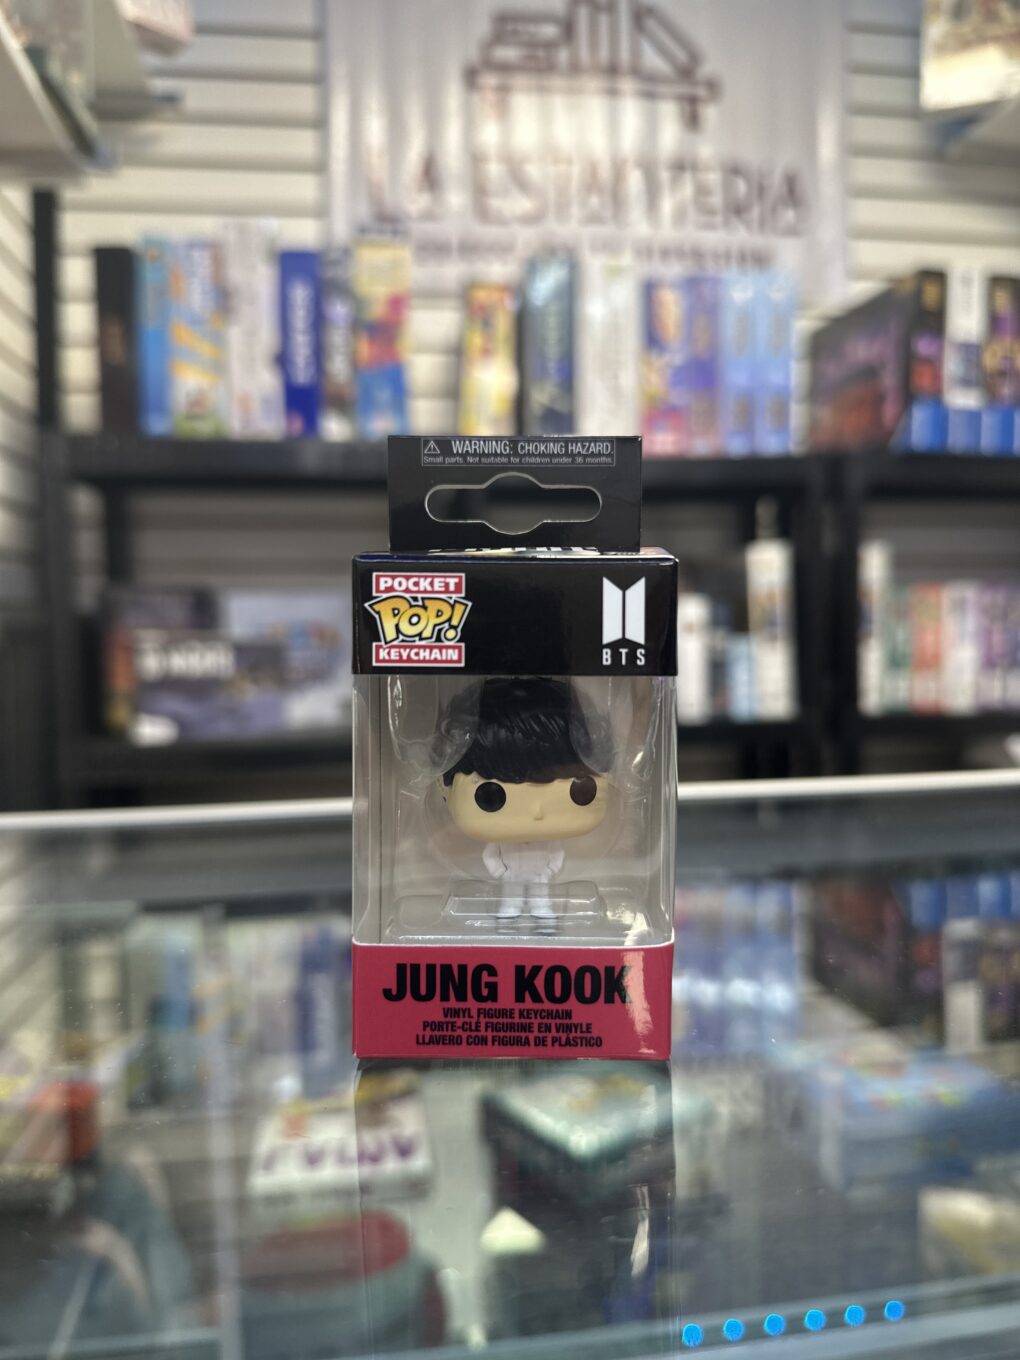 LA ESTANTERIA
WARNING: CHOKING HAZARD.
Small parts. Not suitable for children under 36 months.
POCKET
POP!
KEYCHAIN
BTS
JUNG KOOK
VINYL FIGURE KEYCHAIN
PORTE-CLÉ FIGURINE EN VINYLE
LLAVERO CON FIGURA DE PLÁSTICO